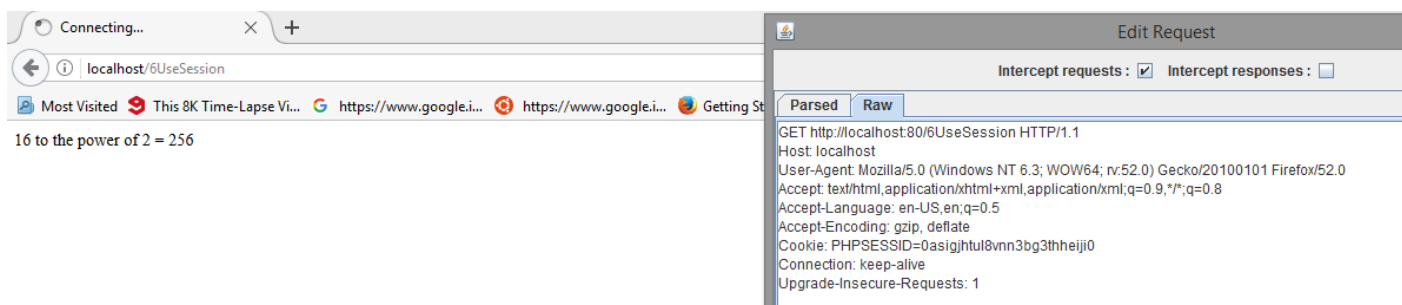 Connecting...
localhost/6UseSession
Most Visited This 8K Time-Lapse Vi... https://www.google.i... https://www.google.i... Getting St
16 to the power of 2 = 256
Edit Request
Intercept requests : Intercept responses :
Parsed Raw
GET http://localhost:80/6UseSession HTTP/1.1
Host: localhost
User-Agent: Mozilla/5.0 (Windows NT 6.3; WOW64; rv:52.0) Gecko/20100101 Firefox/52.0
Accept: text/html,application/xhtml+xml,application/xml;q=0.9,*/*;q=0.8
Accept-Language: en-US,en;q=0.5
Accept-Encoding: gzip, deflate
Cookie: PHPSESSID=0asigjhtul8vnn3bg3thheiji0
Connection: keep-alive
Upgrade-Insecure-Requests: 1